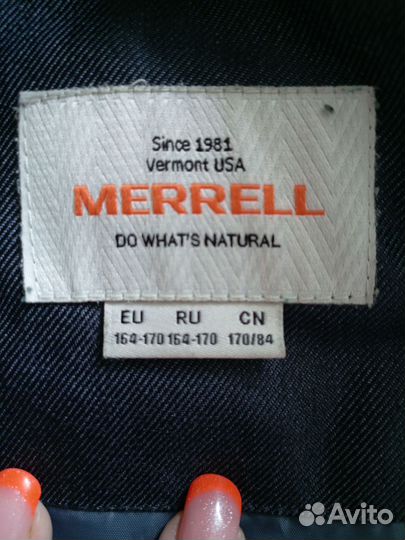 Since 1981
Vermont USA
MERRELL
DO WHAT'S NATURAL
EU RU CN
164-170 164-170 170/84
Avito